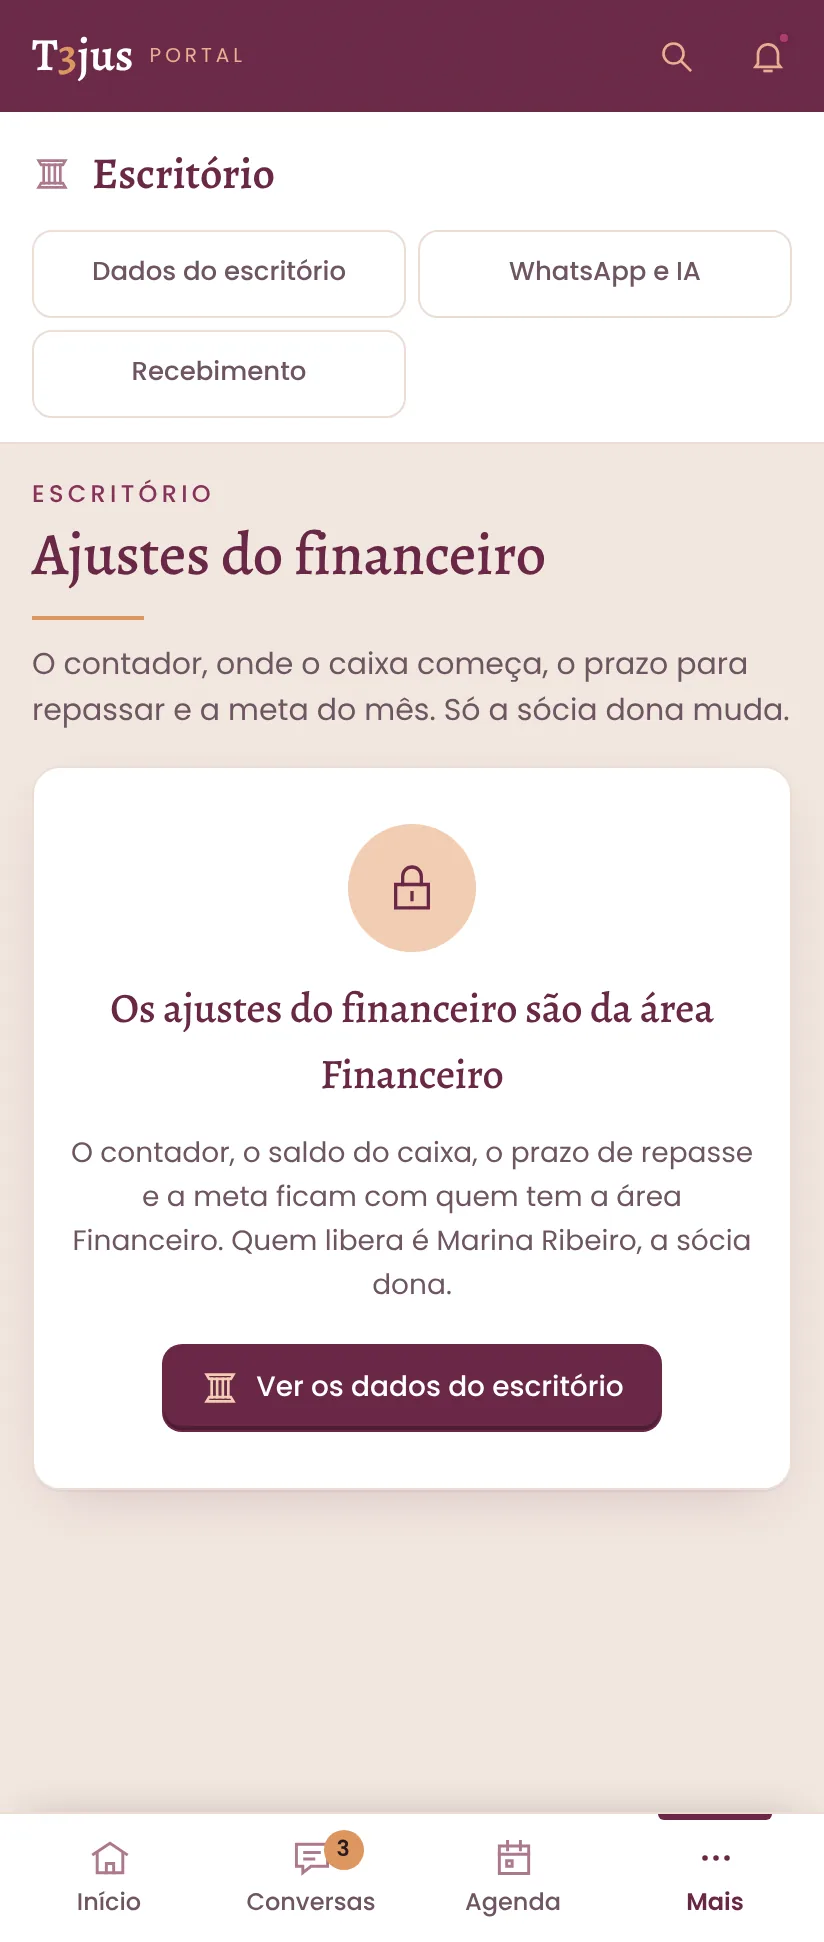 T3jus PORTAL
Escritório
Dados do escritório
WhatsApp e IA
Recebimento
ESCRITÓRIO
Ajustes do financeiro
O contador, onde o caixa começa, o prazo para
repassar e a meta do mês. Só a sócia dona muda.
Os ajustes do financeiro são da área
Financeiro
O contador, o saldo do caixa, o prazo de repasse
e a meta ficam com quem tem a área
Financeiro. Quem libera é Marina Ribeiro, a sócia
dona.
Ver os dados do escritório
3
Início
Conversas
Agenda
Mais